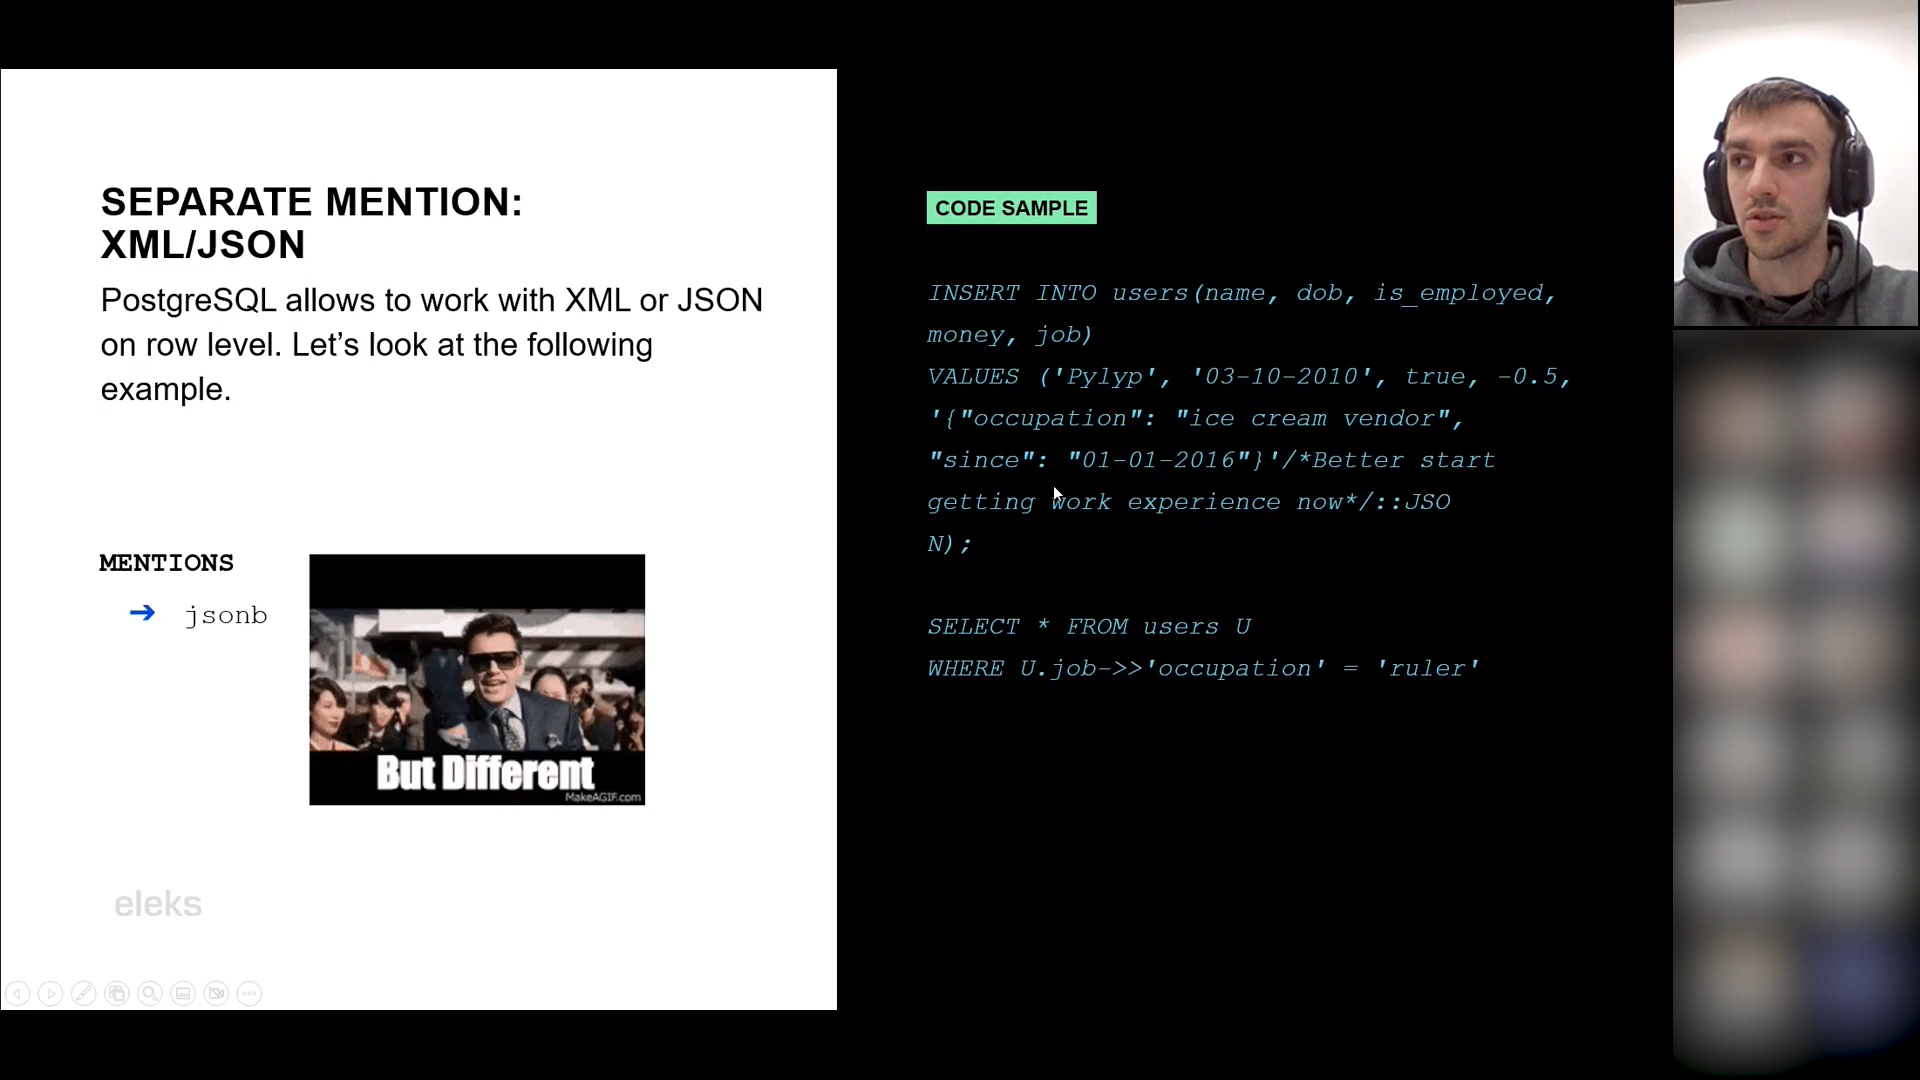 SEPARATE MENTION:
XML/JSON
PostgreSQL allows to work with XML or JSON
on row level. Let’s look at the following
example.
MENTIONS
➔ jsonb
But Different
MakeAGIF.com
eleks
CODE SAMPLE
INSERT INTO users(name, dob, is_employed,
money, job)
VALUES ('Pylyp', '03-10-2010', true, -0.5,
'{"occupation": "ice cream vendor",
"since": "01-01-2016"}'/*Better start
getting work experience now*/::JSO
N);
SELECT * FROM users U
WHERE U.job->>'occupation' = 'ruler'